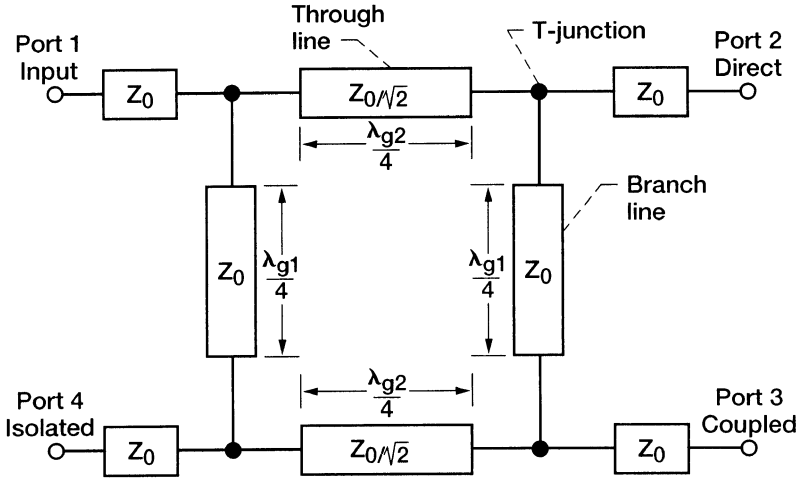 Port 1
Input
Through
line
T-junction
Port 2
Direct
Z0
Z0/√2
Z0
λg2
4
Branch
line
Z0
λg1
4
λg1
4
Z0
λg2
4
Port 4
Isolated
Port 3
Coupled
Z0
Z0/√2
Z0